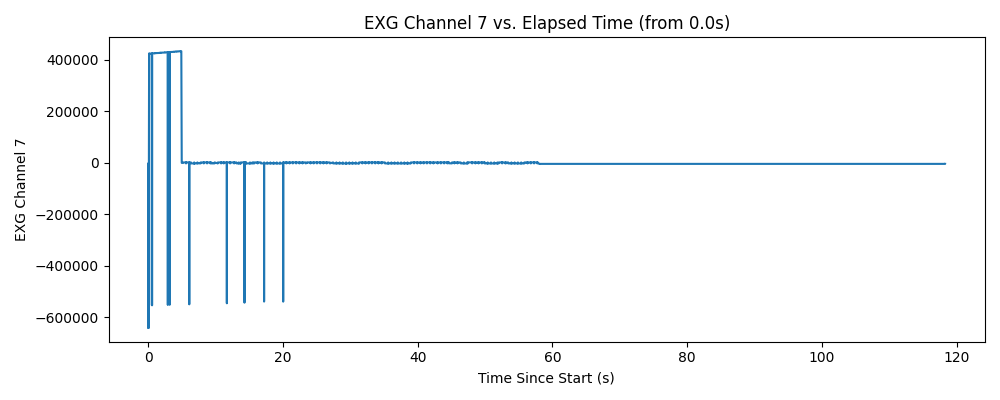 EXG Channel 7 vs. Elapsed Time (from 0.0s)
EXG Channel 7
400000
200000
0
−200000
−400000
−600000
0 20 40 60 80 100 120
Time Since Start (s)